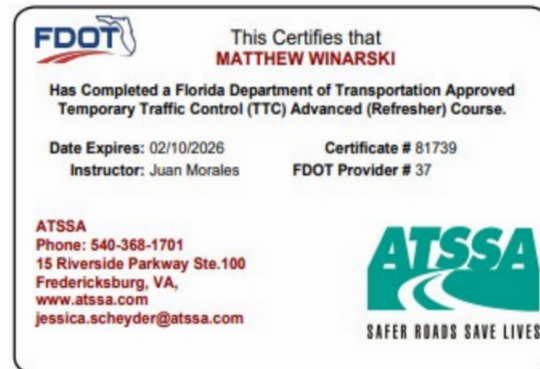 FDOT
This Certifies that
MATTHEW WINARSKI
Has Completed a Florida Department of Transportation Approved
Temporary Traffic Control (TTC) Advanced (Refresher) Course.
Date Expires: 02/10/2026 Certificate # 81739
Instructor: Juan Morales FDOT Provider # 37
ATSSA
Phone: 540-368-1701
15 Riverside Parkway Ste.100
Fredericksburg, VA,
www.atssa.com
jessica.scheyder@atssa.com
ATSSA
SAFER ROADS SAVE LIVES